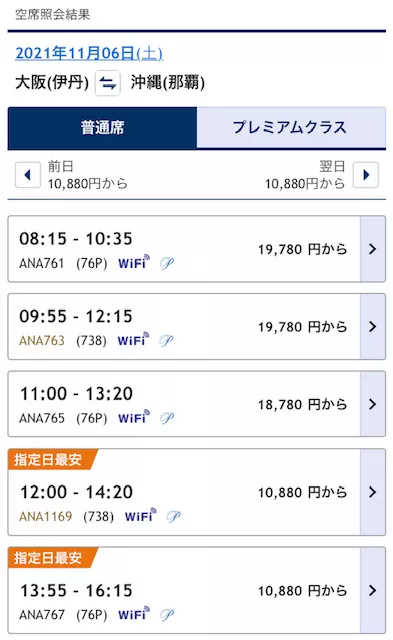 空席照会結果
2021年11月06日(土)
大阪(伊丹) 沖縄(那覇)
普通席 プレミアムクラス
前日 翌日
10,880円から 10,880円から
08:15 - 10:35
19,780 円から
ANA761 (76P) WiFi P
09:55 - 12:15
19,780 円から
ANA763 (738) WiFi P
11:00 - 13:20
18,780 円から
ANA765 (76P) WiFi P
指定日最安
12:00 - 14:20
10,880 円から
ANA1169 (738) WiFi P
指定日最安
13:55 - 16:15
10,880 円から
ANA767 (76P) WiFi P